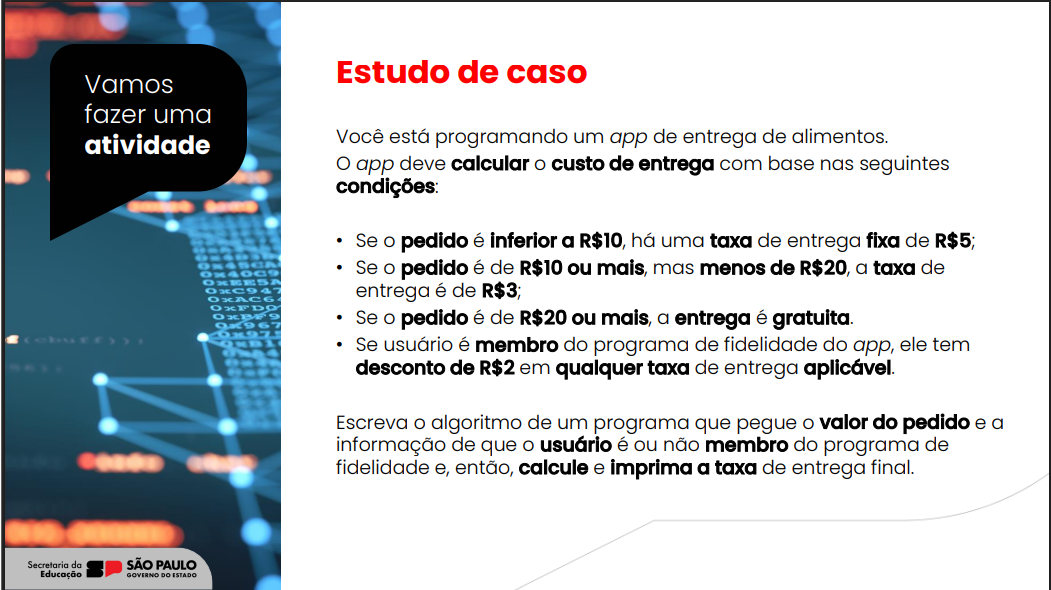 Vamos
fazer uma
atividade
Estudo de caso
Você está programando um app de entrega de alimentos.
O app deve calcular o custo de entrega com base nas seguintes
condições:
• Se o pedido é inferior a R$10, há uma taxa de entrega fixa de R$5;
• Se o pedido é de R$10 ou mais, mas menos de R$20, a taxa de
entrega é de R$3;
• Se o pedido é de R$20 ou mais, a entrega é gratuita.
• Se usuário é membro do programa de fidelidade do app, ele tem
desconto de R$2 em qualquer taxa de entrega aplicável.
Escreva o algoritmo de um programa que pegue o valor do pedido e a
informação de que o usuário é ou não membro do programa de
fidelidade e, então, calcule e imprima a taxa de entrega final.
Secretaria da
Educação
SÃO PAULO
GOVERNO DO ESTADO